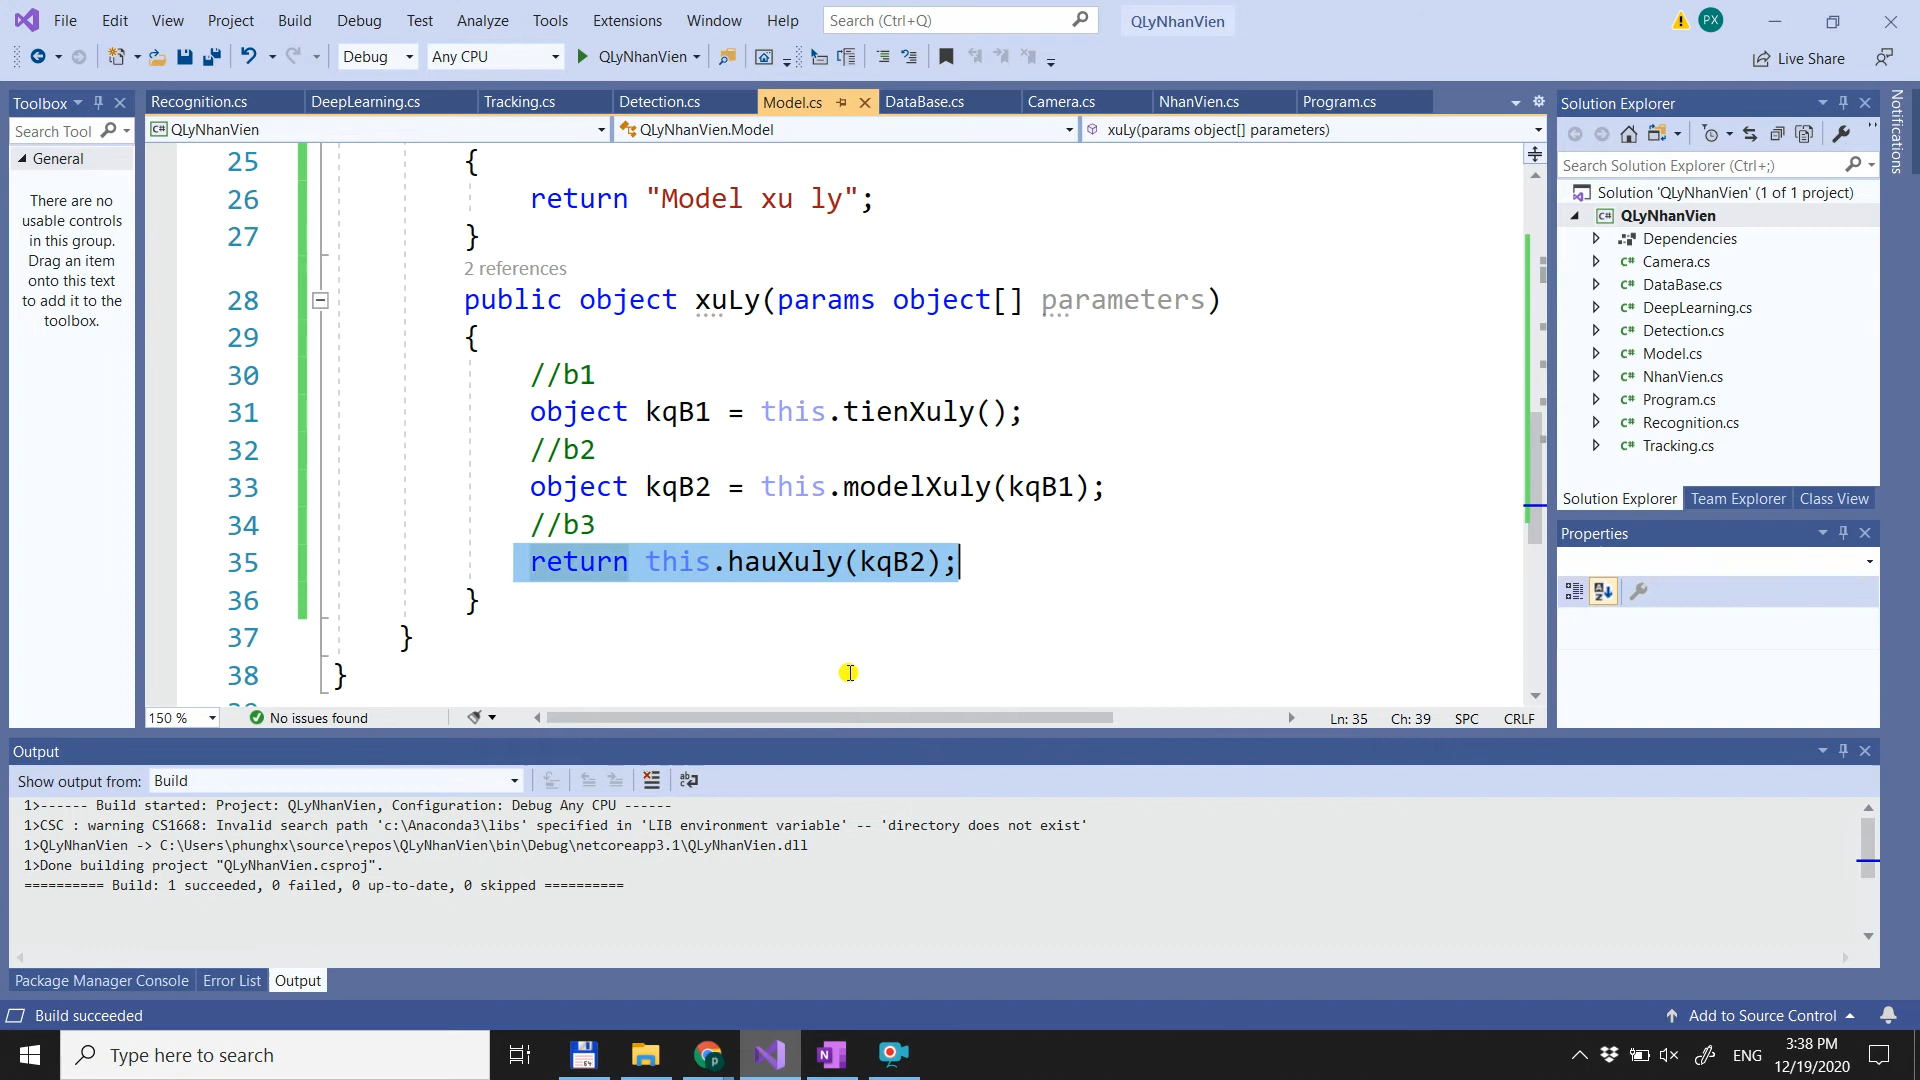 File Edit View Project Build Debug Test Analyze Tools Extensions Window Help Search (Ctrl+Q) QLyNhanVien PX
Debug Any CPU QLyNhanVien Live Share
Toolbox
Search Tool
General
There are no
usable controls
in this group.
Drag an item
onto this text
to add it to the
toolbox.
Recognition.cs DeepLearning.cs Tracking.cs Detection.cs Model.cs DataBase.cs Camera.cs NhanVien.cs Program.cs
QLyNhanVien QLyNhanVien.Model xuLy(params object[] parameters)
25 {
26 return "Model xu ly";
27 }
2 references
28 public object xuLy(params object[] parameters)
29 {
30 //b1
31 object kqB1 = this.tienXuly();
32 //b2
33 object kqB2 = this.modelXuly(kqB1);
34 //b3
35 return this.hauXuly(kqB2);
36 }
37 }
38 }
150 % No issues found Ln: 35 Ch: 39 SPC CRLF
Solution Explorer
Search Solution Explorer (Ctrl+;)
Solution 'QLyNhanVien' (1 of 1 project)
C# QLyNhanVien
Dependencies
C# Camera.cs
C# DataBase.cs
C# DeepLearning.cs
C# Detection.cs
C# Model.cs
C# NhanVien.cs
C# Program.cs
C# Recognition.cs
C# Tracking.cs
Solution Explorer Team Explorer Class View
Properties
Notifications
Output
Show output from: Build
1>------ Build started: Project: QLyNhanVien, Configuration: Debug Any CPU ------
1>CSC : warning CS1668: Invalid search path 'c:\Anaconda3\libs' specified in 'LIB environment variable' -- 'directory does not exist'
1>QLyNhanVien -> C:\Users\phunghx\source\repos\QLyNhanVien\bin\Debug\netcoreapp3.1\QLyNhanVien.dll
1>Done building project "QLyNhanVien.csproj".
========== Build: 1 succeeded, 0 failed, 0 up-to-date, 0 skipped ==========
Package Manager Console Error List Output
Build succeeded Add to Source Control
Type here to search ENG 3:38 PM
12/19/2020